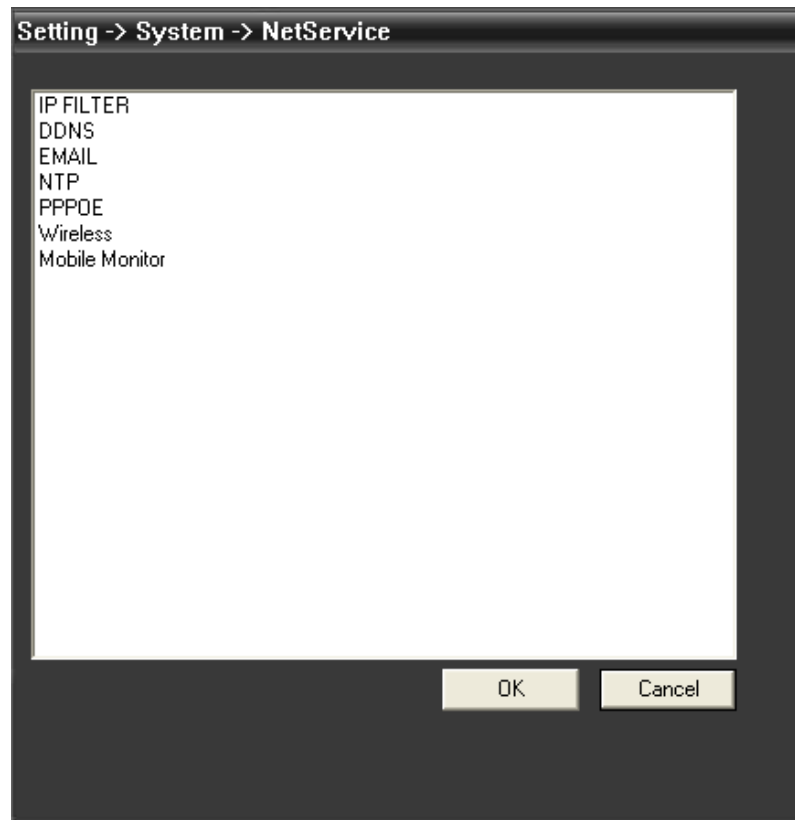 Setting -> System -> NetService
IP FILTER
DDNS
EMAIL
NTP
PPPOE
Wireless
Mobile Monitor
OK
Cancel